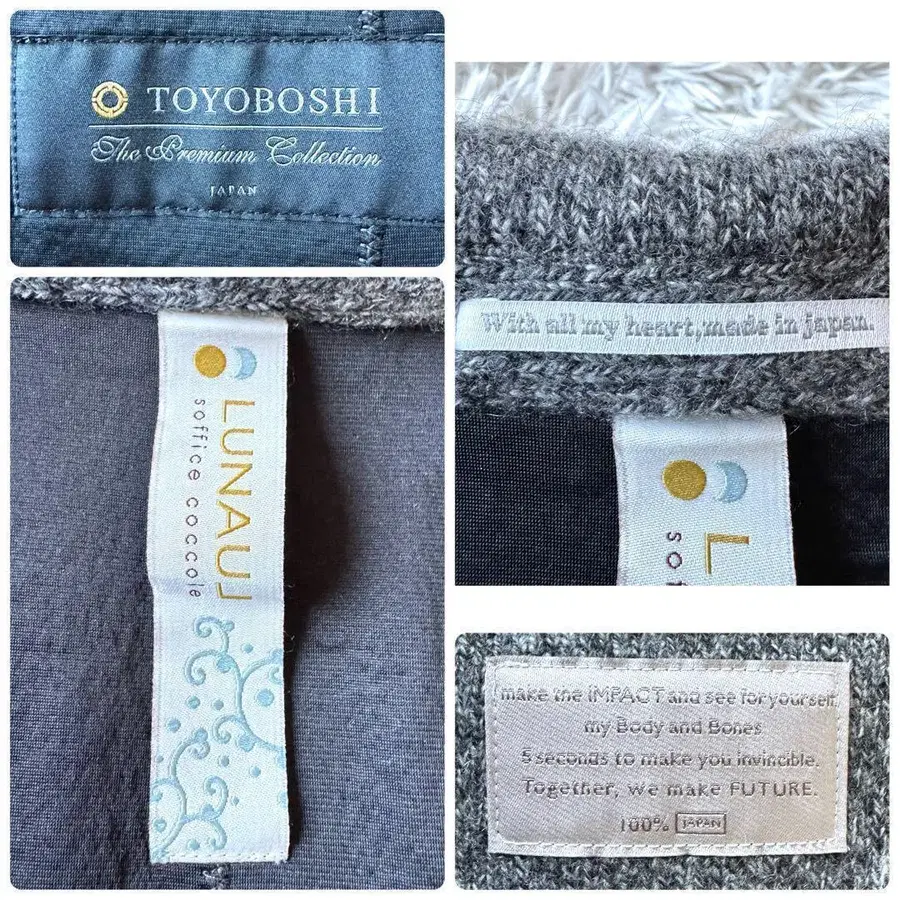 TOYOBOSHI
The Premium Collection
JAPAN
With all my heart,made in japan.
LUNAUJ
soffice coccole
L
sof
I make the iMPACT and see for yourself,
my Body and Bones
5 seconds to make you invincible.
Together, we make FUTURE.
100% JAPAN